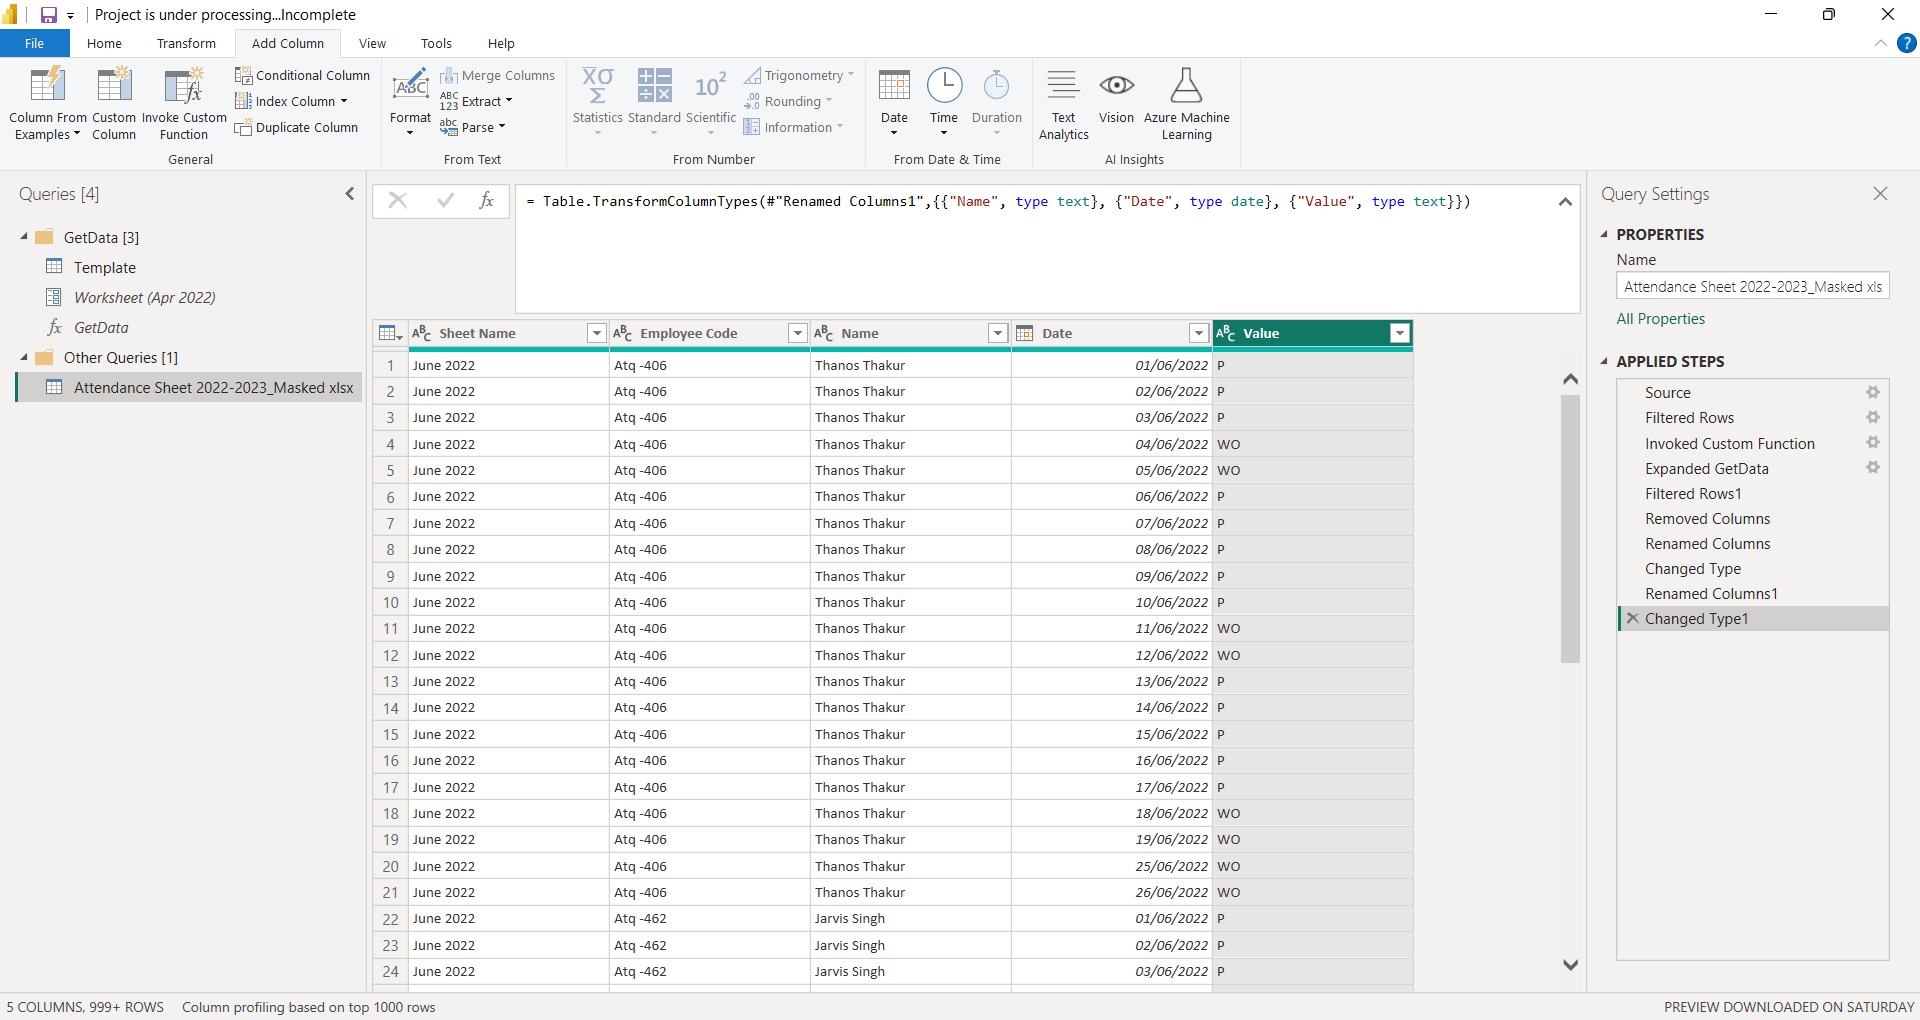 Project is under processing...Incomplete
File Home Transform Add Column View Tools Help
Column From Examples
Custom Column
Invoke Custom Function
Conditional Column
Index Column
Duplicate Column
General
Format
ABC
Merge Columns
ABC 123 Extract
abc Parse
From Text
XO Σ
Statistics
Standard
10² Scientific
Trigonometry
.00 →.0 Rounding
Information
From Number
Date
Time
Duration
From Date & Time
Text Analytics
Vision
Azure Machine Learning
AI Insights
Queries [4]
GetData [3]
Template
Worksheet (Apr 2022)
fx GetData
Other Queries [1]
Attendance Sheet 2022-2023_Masked xlsx
fx
= Table.TransformColumnTypes(#"Renamed Columns1",{{"Name", type text}, {"Date", type date}, {"Value", type text}})
ABC Sheet Name ABC Employee Code ABC Name Date ABC Value
1 June 2022 Atq -406 Thanos Thakur 01/06/2022 P
2 June 2022 Atq -406 Thanos Thakur 02/06/2022 P
3 June 2022 Atq -406 Thanos Thakur 03/06/2022 P
4 June 2022 Atq -406 Thanos Thakur 04/06/2022 WO
5 June 2022 Atq -406 Thanos Thakur 05/06/2022 WO
6 June 2022 Atq -406 Thanos Thakur 06/06/2022 P
7 June 2022 Atq -406 Thanos Thakur 07/06/2022 P
8 June 2022 Atq -406 Thanos Thakur 08/06/2022 P
9 June 2022 Atq -406 Thanos Thakur 09/06/2022 P
10 June 2022 Atq -406 Thanos Thakur 10/06/2022 P
11 June 2022 Atq -406 Thanos Thakur 11/06/2022 WO
12 June 2022 Atq -406 Thanos Thakur 12/06/2022 WO
13 June 2022 Atq -406 Thanos Thakur 13/06/2022 P
14 June 2022 Atq -406 Thanos Thakur 14/06/2022 P
15 June 2022 Atq -406 Thanos Thakur 15/06/2022 P
16 June 2022 Atq -406 Thanos Thakur 16/06/2022 P
17 June 2022 Atq -406 Thanos Thakur 17/06/2022 P
18 June 2022 Atq -406 Thanos Thakur 18/06/2022 WO
19 June 2022 Atq -406 Thanos Thakur 19/06/2022 WO
20 June 2022 Atq -406 Thanos Thakur 25/06/2022 WO
21 June 2022 Atq -406 Thanos Thakur 26/06/2022 WO
22 June 2022 Atq -462 Jarvis Singh 01/06/2022 P
23 June 2022 Atq -462 Jarvis Singh 02/06/2022 P
24 June 2022 Atq -462 Jarvis Singh 03/06/2022 P
Query Settings
PROPERTIES
Name
Attendance Sheet 2022-2023_Masked xls
All Properties
APPLIED STEPS
Source
Filtered Rows
Invoked Custom Function
Expanded GetData
Filtered Rows1
Removed Columns
Renamed Columns
Changed Type
Renamed Columns1
Changed Type1
5 COLUMNS, 999+ ROWS Column profiling based on top 1000 rows
PREVIEW DOWNLOADED ON SATURDAY